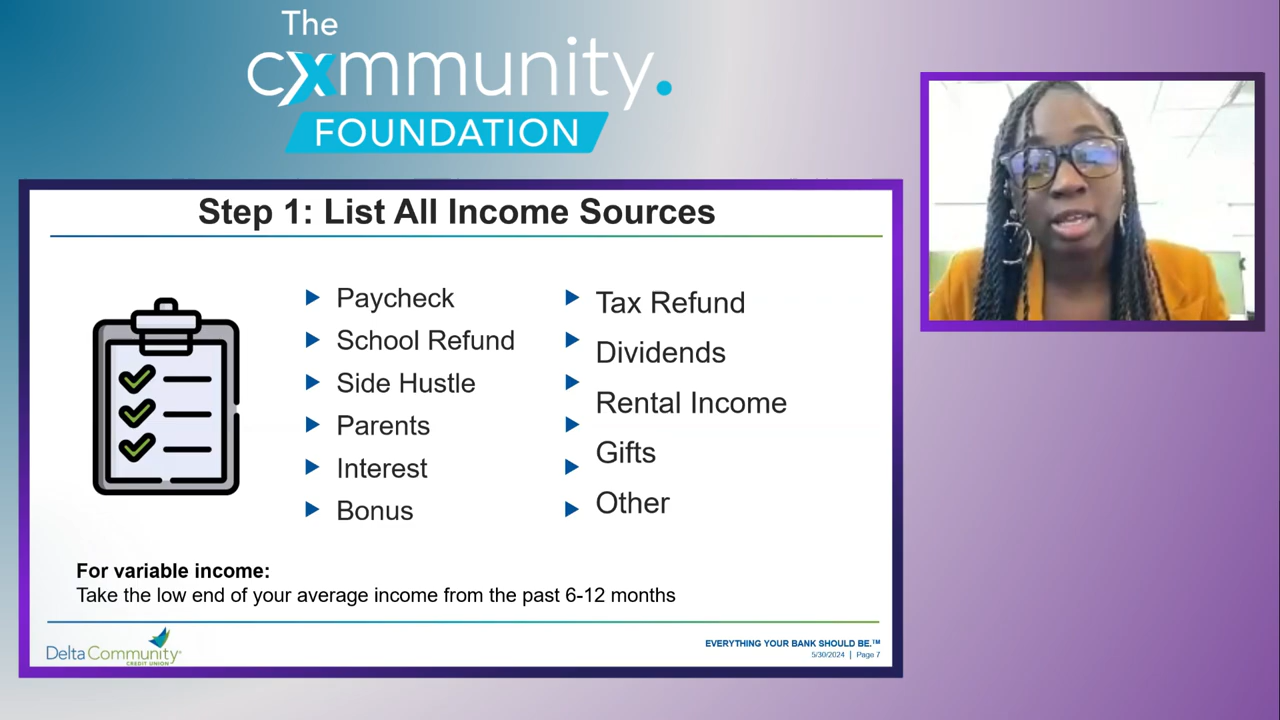 The
cxmmunity.
FOUNDATION
Step 1: List All Income Sources
Paycheck
School Refund
Side Hustle
Parents
Interest
Bonus
Tax Refund
Dividends
Rental Income
Gifts
Other
For variable income:
Take the low end of your average income from the past 6-12 months
Delta Community
CREDIT UNION
EVERYTHING YOUR BANK SHOULD BE.™
5/30/2024 | Page 7